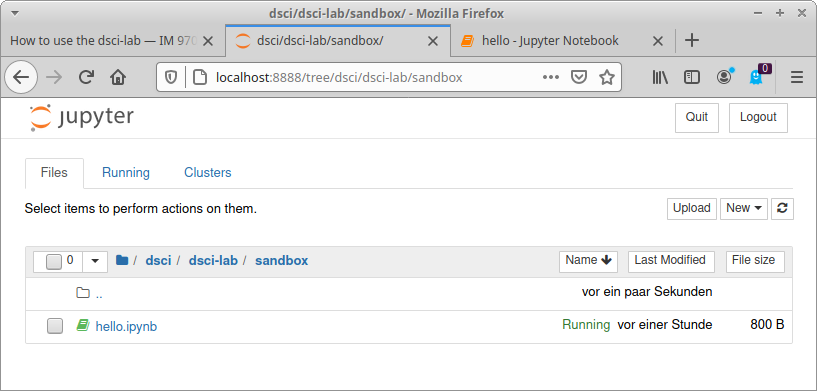 dsci/dsci-lab/sandbox/ - Mozilla Firefox
How to use the dsci-lab — IM 970 dsci/dsci-lab/sandbox/ hello - Jupyter Notebook
localhost:8888/tree/dsci/dsci-lab/sandbox 0
jupyter Quit Logout
Files Running Clusters
Select items to perform actions on them. Upload New
0 / dsci / dsci-lab / sandbox Name Last Modified File size
.. vor ein paar Sekunden
hello.ipynb Running vor einer Stunde 800 B